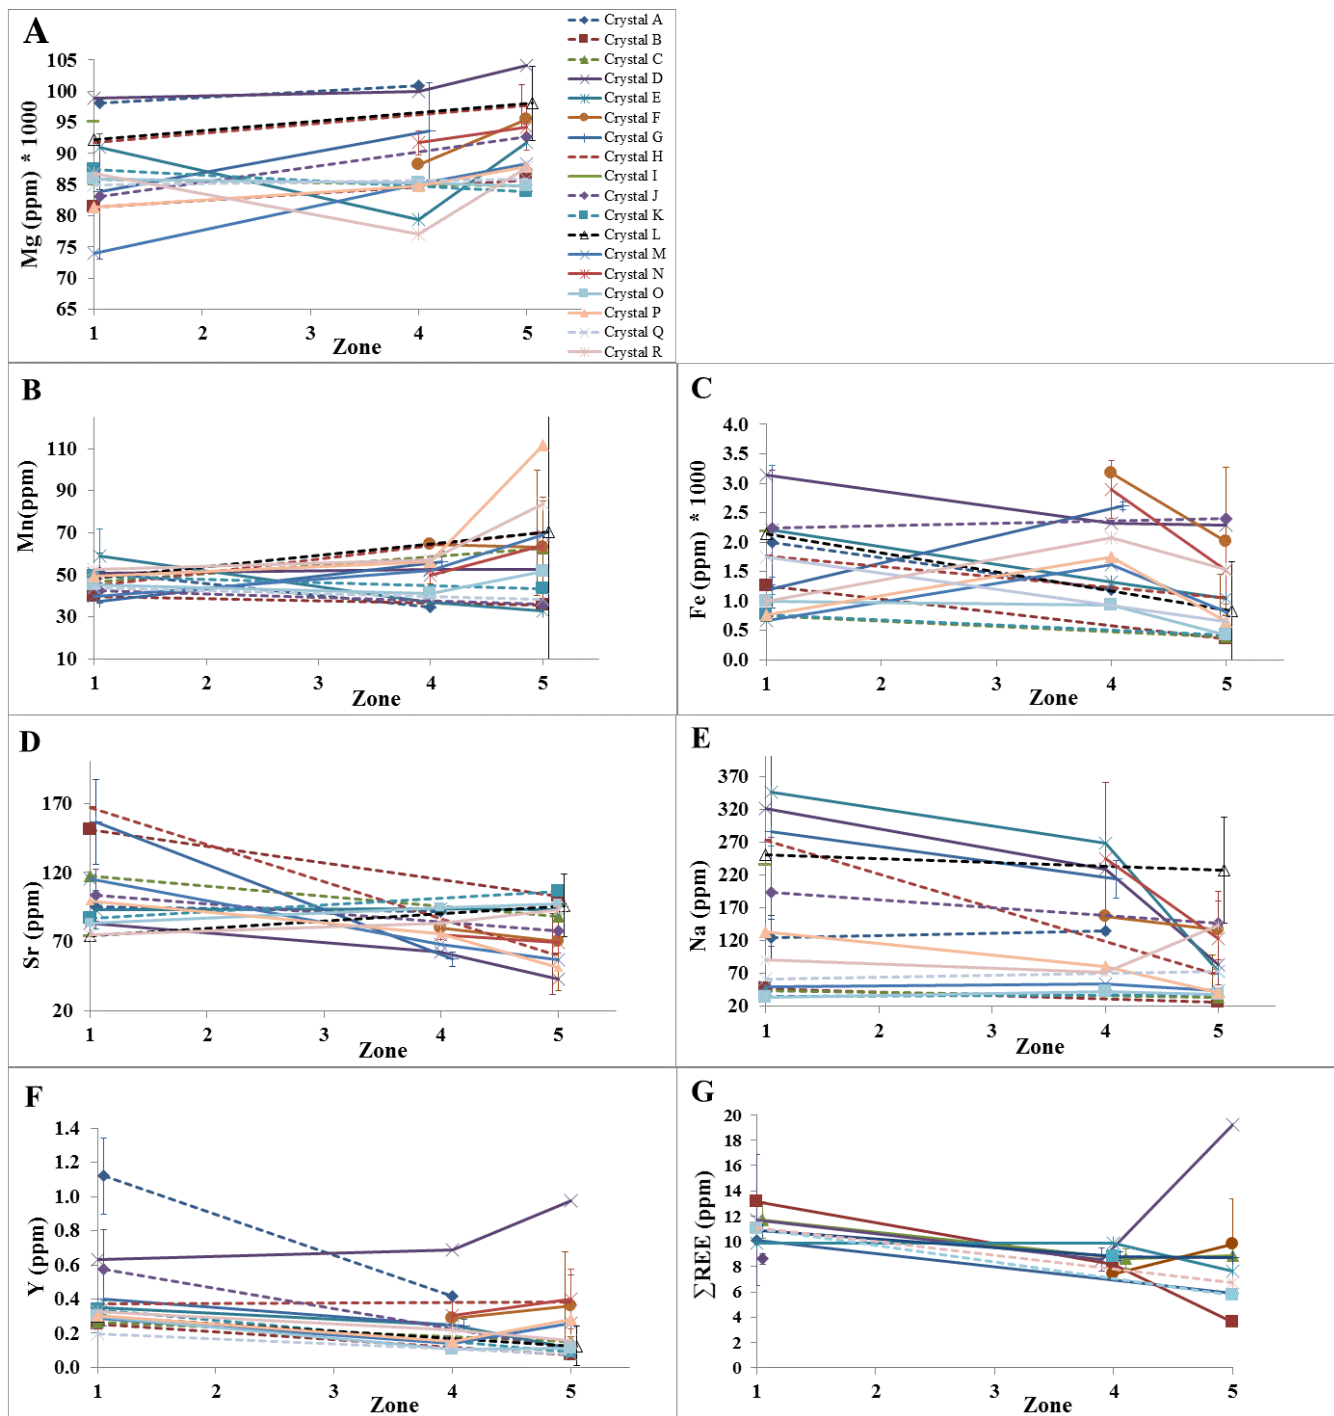 A
Mg (ppm) * 1000
105
100
95
90
85
80
75
70
65
1
2
3
4
5
Zone
Crystal A
Crystal B
Crystal C
Crystal D
Crystal E
Crystal F
Crystal G
Crystal H
Crystal I
Crystal J
Crystal K
Crystal L
Crystal M
Crystal N
Crystal O
Crystal P
Crystal Q
Crystal R
B
Mn(ppm)
110
90
70
50
30
10
1
2
3
4
5
Zone
C
Fe (ppm) * 1000
4.0
3.5
3.0
2.5
2.0
1.5
1.0
0.5
0.0
1
2
3
4
5
Zone
D
Sr (ppm)
170
120
70
20
1
2
3
4
5
Zone
E
Na (ppm)
370
320
270
220
170
120
70
20
1
2
3
4
5
Zone
F
Y (ppm)
1.4
1.2
1.0
0.8
0.6
0.4
0.2
0.0
1
2
3
4
5
Zone
G
∑REE (ppm)
20
18
16
14
12
10
8
6
4
2
0
1
2
3
4
5
Zone